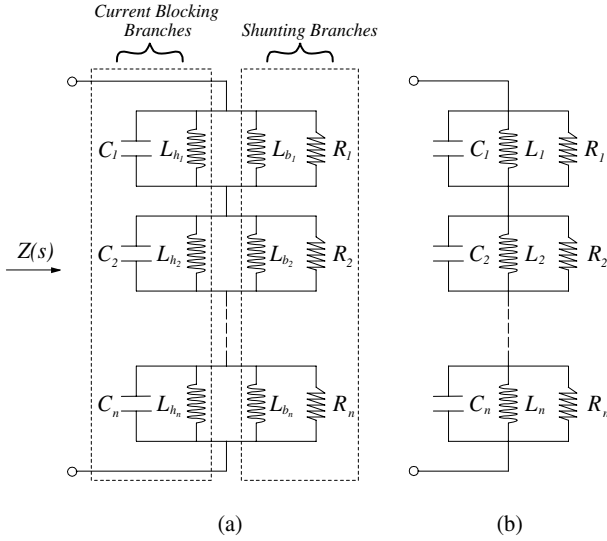 Current Blocking
Branches
Shunting Branches
C1 Lh1 Lb1 R1
C1 L1 R1
Z(s)
C2 Lh2 Lb2 R2
C2 L2 R2
Cn Lhn Lbn Rn
Cn Ln Rn
(a)
(b)